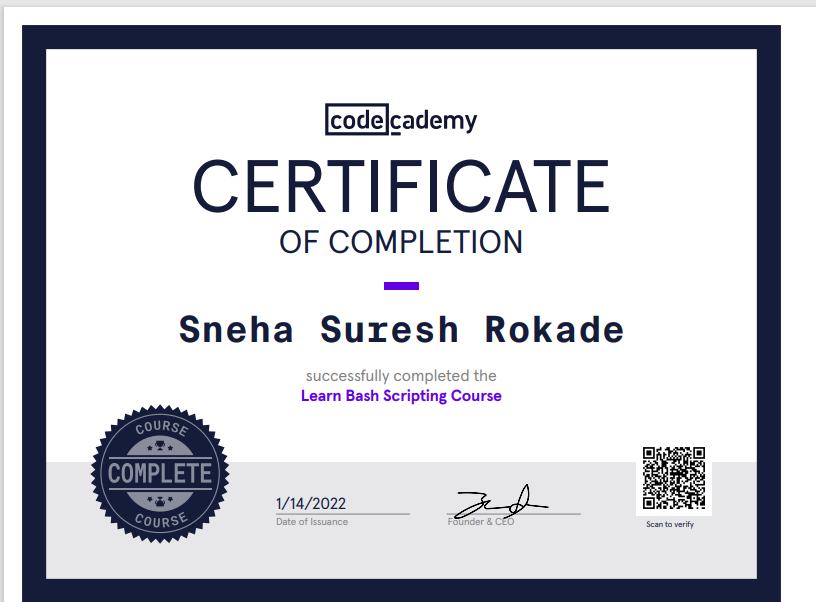 codecademy
CERTIFICATE
OF COMPLETION
Sneha Suresh Rokade
successfully completed the
Learn Bash Scripting Course
COURSE
COMPLETE
COURSE
1/14/2022
Date of Issuance
Founder & CEO
Scan to verify